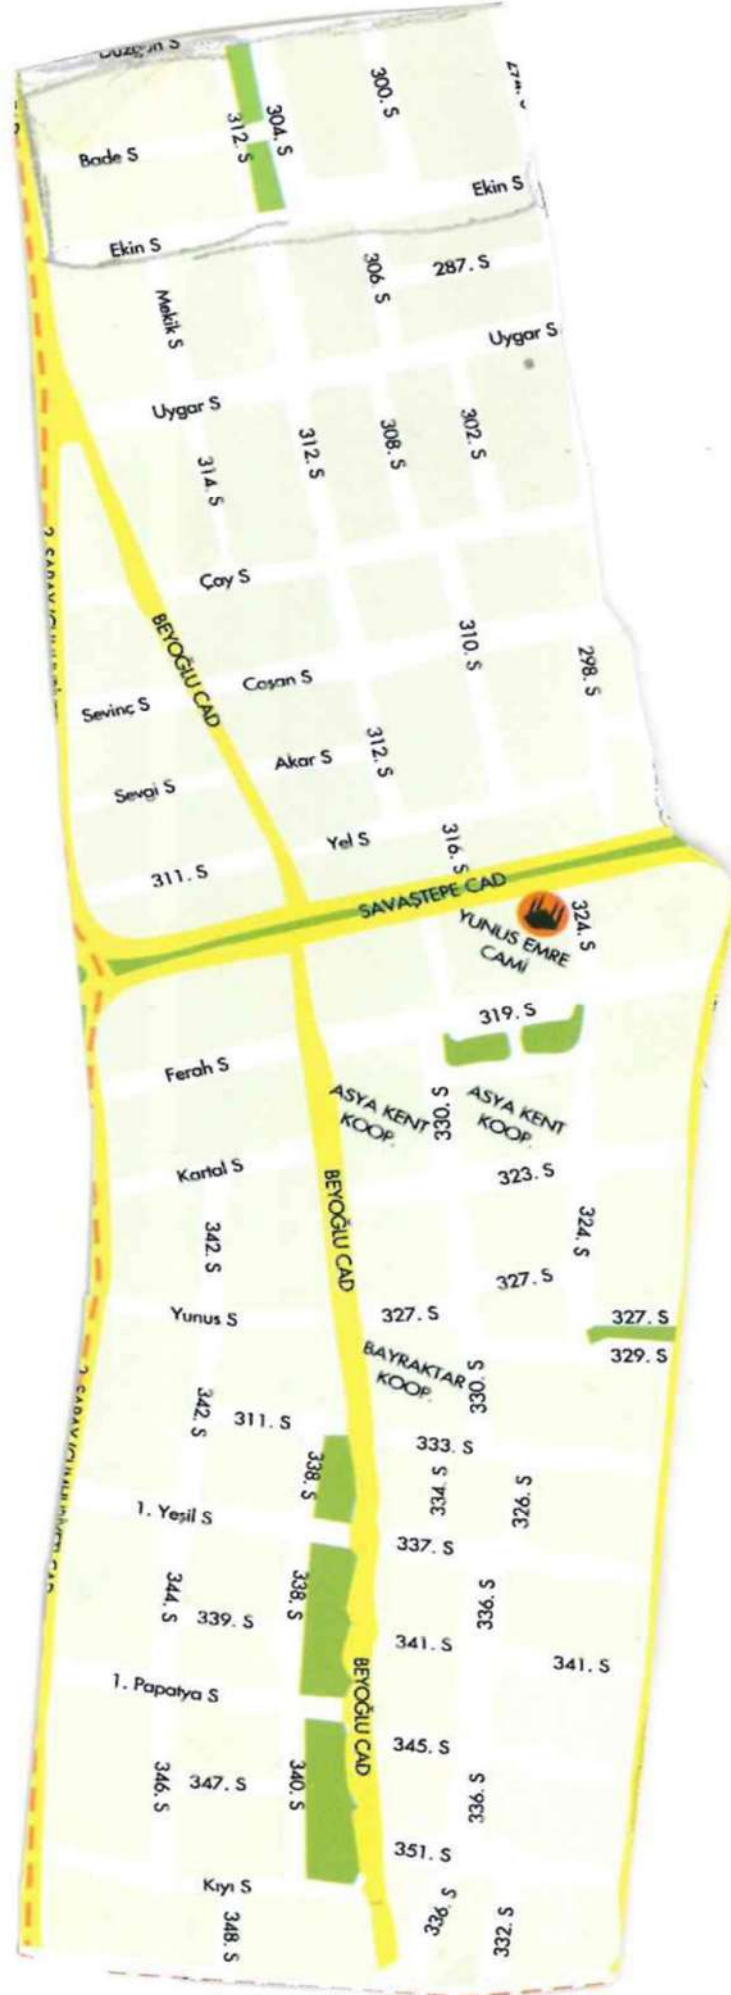 300. S
304. S
312. S
Bade S
Ekin S
Ekin S
306. S
287. S
Mekik S
Uygar S
Uygar S
312. S
308. S
302. S
314. S
Çay S
BEYOĞLU CAD
310. S
298. S
Coşan S
Sevinç S
312. S
Akar S
Sevgi S
Yel S
316. S
311. S
SAVAŞTEPE CAD
324. S
YUNUS EMRE
CAMİ
319. S
Ferah S
ASYA KENT
KOOP.
330. S
ASYA KENT
KOOP.
Kartal S
323. S
BEYOĞLU CAD
342. S
324. S
327. S
Yunus S
327. S
327. S
329. S
BAYRAKTAR
KOOP.
330. S
342. S
311. S
333. S
338. S
334. S
326. S
1. Yeşil S
337. S
344. S
339. S
338. S
336. S
341. S
341. S
1. Papatya S
BEYOĞLU CAD
345. S
346. S
347. S
340. S
336. S
351. S
Kıyı S
348. S
336. S
332. S